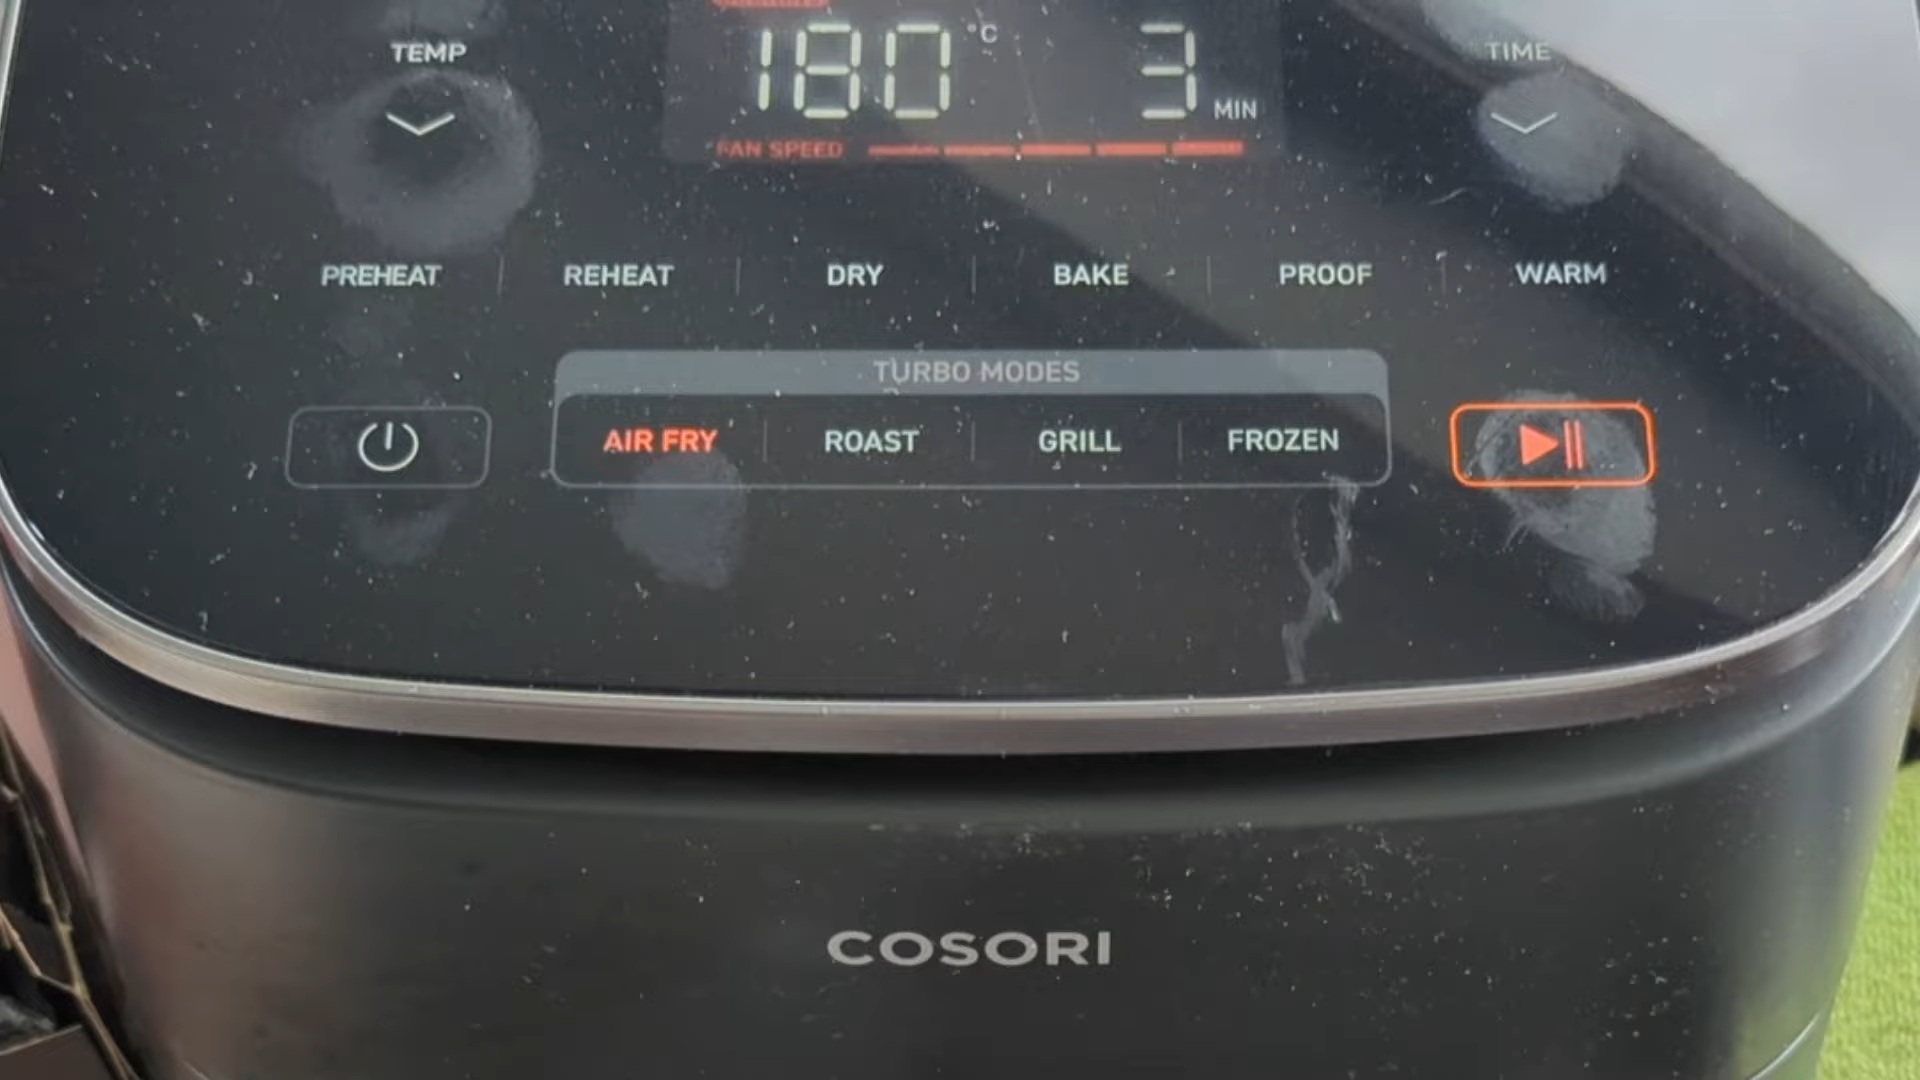 TEMP
180 °C 3 MIN
TIME
FAN SPEED
PREHEAT REHEAT DRY BAKE PROOF WARM
TURBO MODES
AIR FRY ROAST GRILL FROZEN
COSORI